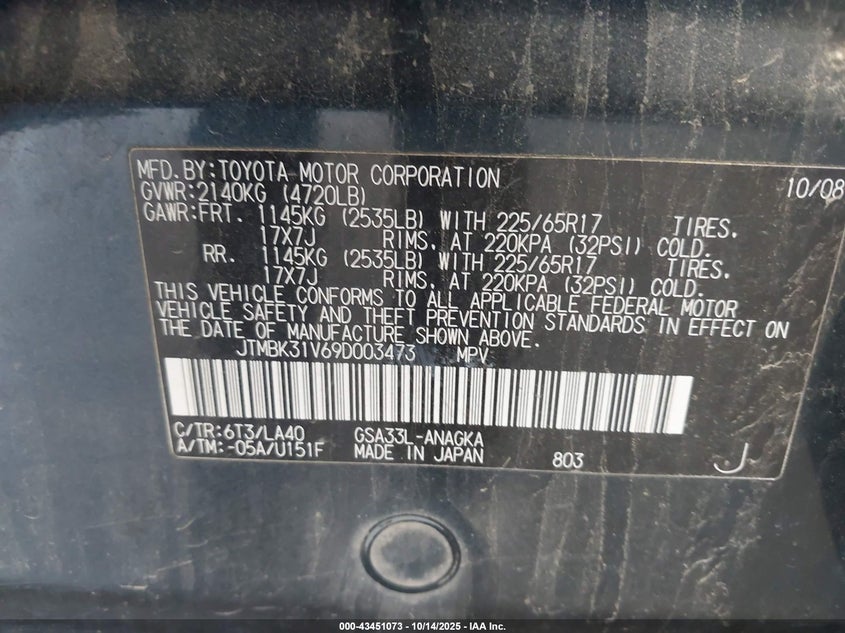 MFD.BY:TOYOTA MOTOR CORPORATION 10/08
GVWR:2140KG (4720LB)
GAWR:FRT. 1145KG (2535LB) WITH 225/65R17 TIRES.
17X7J RIMS, AT 220KPA (32PSI) COLD.
RR. 1145KG (2535LB) WITH 225/65R17 TIRES.
17X7J RIMS, AT 220KPA (32PSI) COLD.
THIS VEHICLE CONFORMS TO ALL APPLICABLE FEDERAL MOTOR
VEHICLE SAFETY AND THEFT PREVENTION STANDARDS IN EFFECT ON
THE DATE OF MANUFACTURE SHOWN ABOVE.
JTMBK31V69D003473 MPV
C/TR:6T3/LA40 GSA33L-ANAGKA
A/TM:-05A/U151F MADE IN JAPAN 803 J
000-43451073 - 10/14/2025 - IAA Inc.